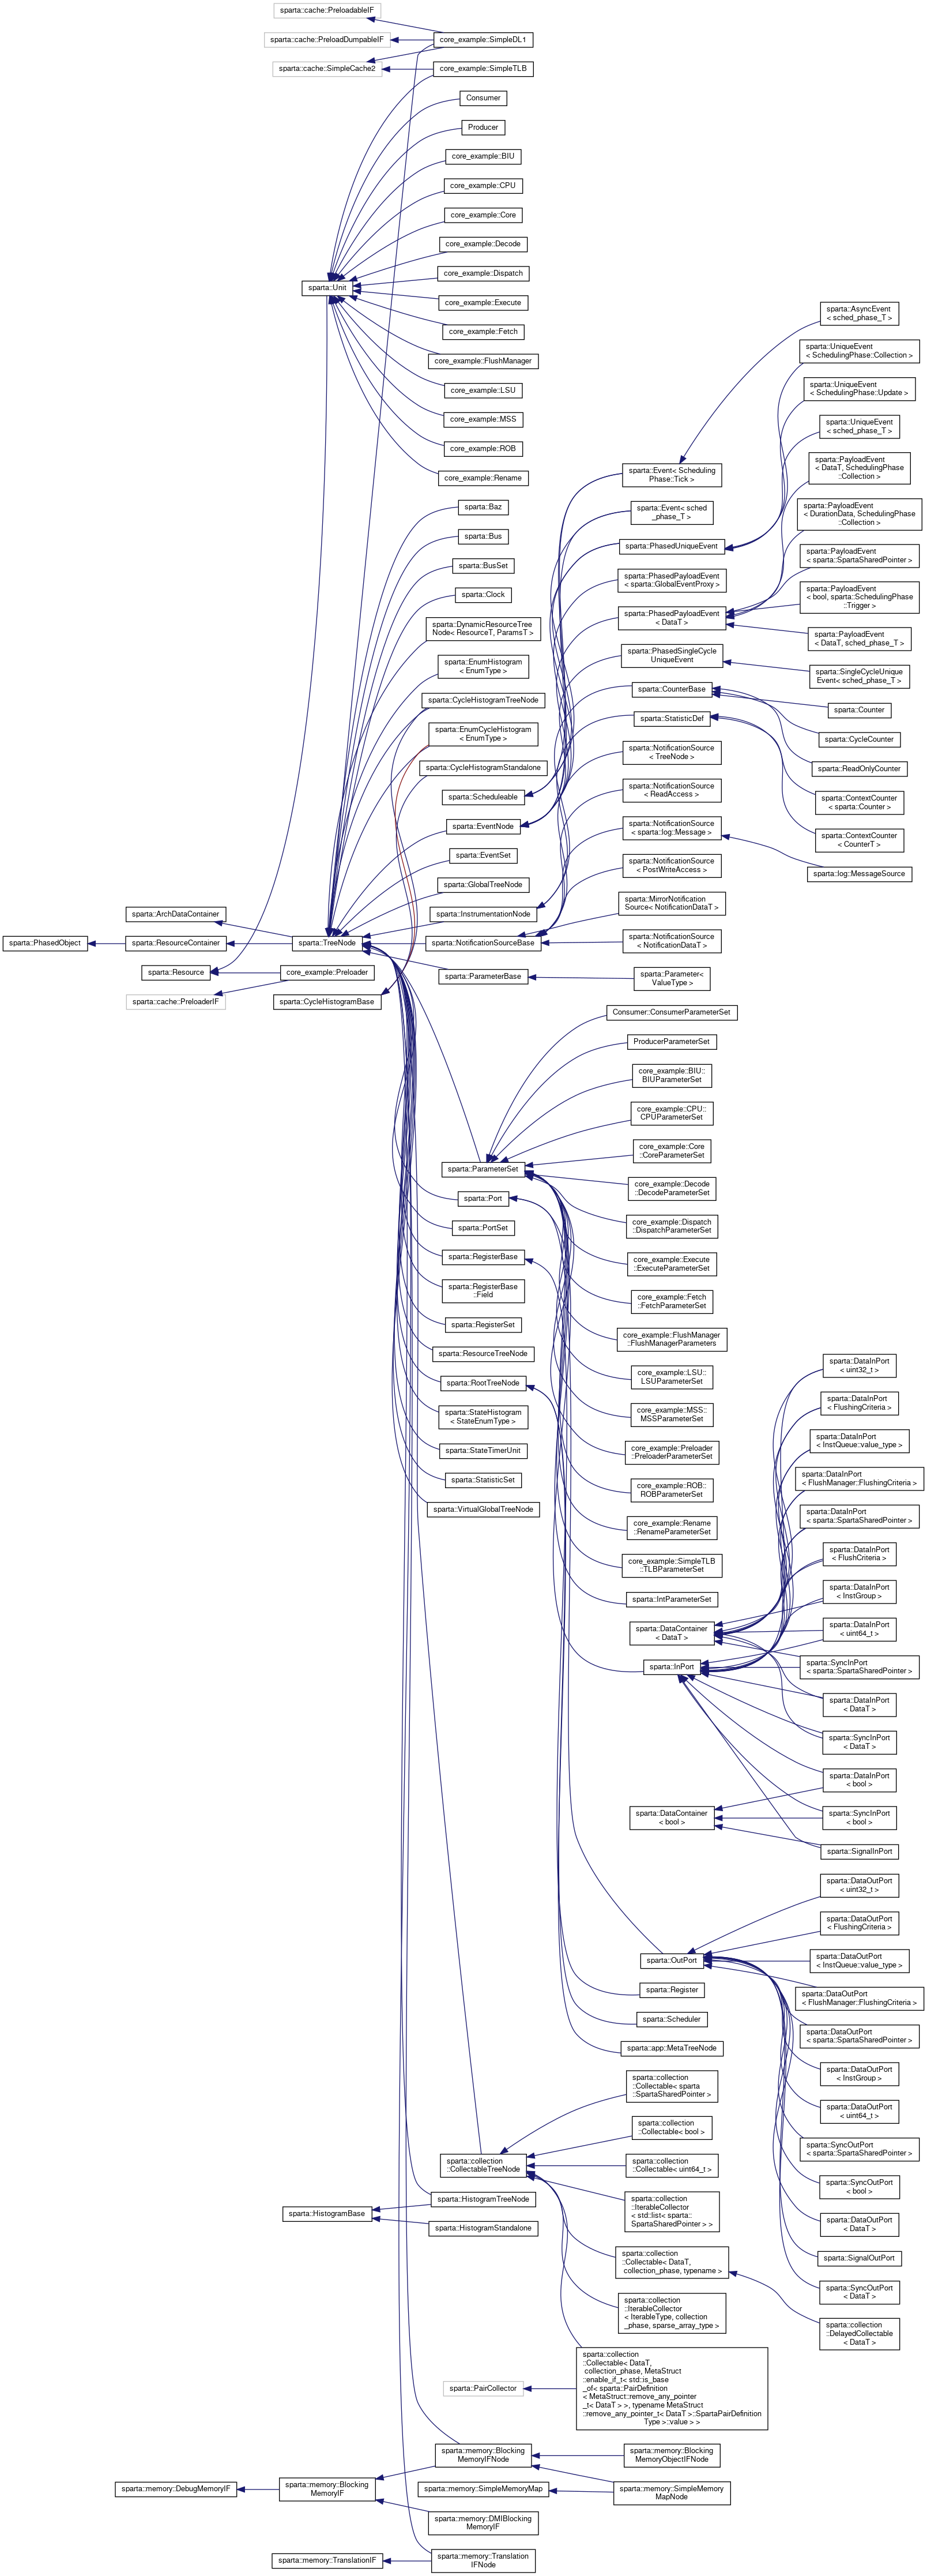 sparta::cache::PreloadableIF
sparta::cache::PreloadDumpableIF
core_example::SimpleDL1
sparta::cache::SimpleCache2
core_example::SimpleTLB
Consumer
Producer
core_example::BIU
core_example::CPU
core_example::Core
core_example::Decode
core_example::Dispatch
sparta::Unit
core_example::Execute
core_example::Fetch
core_example::FlushManager
core_example::LSU
core_example::MSS
core_example::ROB
core_example::Rename
sparta::Baz
sparta::Bus
sparta::BusSet
sparta::Clock
sparta::DynamicResourceTree
Node< ResourceT, ParamsT >
sparta::EnumHistogram
< EnumType >
sparta::CycleHistogramTreeNode
sparta::EnumCycleHistogram
< EnumType >
sparta::CycleHistogramStandalone
sparta::Scheduleable
sparta::EventNode
sparta::EventSet
sparta::GlobalTreeNode
sparta::InstrumentationNode
sparta::NotificationSourceBase
sparta::ParameterBase
sparta::ArchDataContainer
sparta::PhasedObject
sparta::ResourceContainer
sparta::TreeNode
sparta::Resource
core_example::Preloader
sparta::cache::PreloaderIF
sparta::CycleHistogramBase
sparta::AsyncEvent
< sched_phase_T >
sparta::UniqueEvent
< SchedulingPhase::Collection >
sparta::UniqueEvent
< SchedulingPhase::Update >
sparta::UniqueEvent
< sched_phase_T >
sparta::PayloadEvent
< DataT, SchedulingPhase
::Collection >
sparta::PayloadEvent
< DurationData, SchedulingPhase
::Collection >
sparta::PayloadEvent
< sparta::SpartaSharedPointer >
sparta::PayloadEvent
< bool, sparta::SchedulingPhase
::Trigger >
sparta::PayloadEvent
< DataT, sched_phase_T >
sparta::SingleCycleUnique
Event< sched_phase_T >
sparta::Counter
sparta::CycleCounter
sparta::ReadOnlyCounter
sparta::ContextCounter
< sparta::Counter >
sparta::ContextCounter
< CounterT >
sparta::log::MessageSource
sparta::Event< Scheduling
Phase::Tick >
sparta::Event< sched
_phase_T >
sparta::PhasedUniqueEvent
sparta::PhasedPayloadEvent
< sparta::GlobalEventProxy >
sparta::PhasedPayloadEvent
< DataT >
sparta::PhasedSingleCycle
UniqueEvent
sparta::CounterBase
sparta::StatisticDef
sparta::NotificationSource
< TreeNode >
sparta::NotificationSource
< ReadAccess >
sparta::NotificationSource
< sparta::log::Message >
sparta::NotificationSource
< PostWriteAccess >
sparta::MirrorNotification
Source< NotificationDataT >
sparta::NotificationSource
< NotificationDataT >
sparta::Parameter<
ValueType >
Consumer::ConsumerParameterSet
ProducerParameterSet
core_example::BIU::
BIUParameterSet
core_example::CPU::
CPUParameterSet
core_example::Core
::CoreParameterSet
core_example::Decode
::DecodeParameterSet
core_example::Dispatch
::DispatchParameterSet
core_example::Execute
::ExecuteParameterSet
core_example::Fetch
::FetchParameterSet
core_example::FlushManager
::FlushManagerParameters
core_example::LSU::
LSUParameterSet
core_example::MSS::
MSSParameterSet
core_example::Preloader
::PreloaderParameterSet
core_example::ROB::
ROBParameterSet
core_example::Rename
::RenameParameterSet
core_example::SimpleTLB
::TLBParameterSet
sparta::IntParameterSet
sparta::ParameterSet
sparta::Port
sparta::PortSet
sparta::RegisterBase
sparta::RegisterBase
::Field
sparta::RegisterSet
sparta::ResourceTreeNode
sparta::RootTreeNode
sparta::StateHistogram
< StateEnumType >
sparta::StateTimerUnit
sparta::StatisticSet
sparta::VirtualGlobalTreeNode
sparta::DataContainer
< DataT >
sparta::InPort
sparta::DataContainer
< bool >
sparta::DataInPort
< uint32_t >
sparta::DataInPort
< FlushingCriteria >
sparta::DataInPort
< InstQueue::value_type >
sparta::DataInPort
< FlushManager::FlushingCriteria >
sparta::DataInPort
< sparta::SpartaSharedPointer >
sparta::DataInPort
< FlushCriteria >
sparta::DataInPort
< InstGroup >
sparta::DataInPort
< uint64_t >
sparta::SyncInPort
< sparta::SpartaSharedPointer >
sparta::DataInPort
< DataT >
sparta::SyncInPort
< DataT >
sparta::DataInPort
< bool >
sparta::SyncInPort
< bool >
sparta::SignalInPort
sparta::DataOutPort
< uint32_t >
sparta::DataOutPort
< FlushingCriteria >
sparta::DataOutPort
< InstQueue::value_type >
sparta::DataOutPort
< FlushManager::FlushingCriteria >
sparta::DataOutPort
< sparta::SpartaSharedPointer >
sparta::DataOutPort
< InstGroup >
sparta::DataOutPort
< uint64_t >
sparta::SyncOutPort
< sparta::SpartaSharedPointer >
sparta::SyncOutPort
< bool >
sparta::DataOutPort
< DataT >
sparta::SignalOutPort
sparta::SyncOutPort
< DataT >
sparta::collection
::DelayedCollectable
< DataT >
sparta::OutPort
sparta::Register
sparta::Scheduler
sparta::app::MetaTreeNode
sparta::collection
::Collectable< sparta
::SpartaSharedPointer >
sparta::collection
::Collectable< bool >
sparta::collection
::Collectable< uint64_t >
sparta::collection
::IterableCollector
< std::list< sparta::
SpartaSharedPointer > >
sparta::collection
::Collectable< DataT,
collection_phase, typename >
sparta::collection
::IterableCollector
< IterableType, collection
_phase, sparse_array_type >
sparta::collection
::Collectable< DataT,
collection_phase, MetaStruct
::enable_if_t< std::is_base
_of< sparta::PairDefinition
< MetaStruct::remove_any_pointer
_t< DataT > >, typename MetaStruct
::remove_any_pointer_t< DataT >::SpartaPairDefinition
Type >::value > >
sparta::collection
::CollectableTreeNode
sparta::HistogramTreeNode
sparta::HistogramBase
sparta::HistogramStandalone
sparta::PairCollector
sparta::memory::Blocking
MemoryIFNode
sparta::memory::Blocking
MemoryObjectIFNode
sparta::memory::DebugMemoryIF
sparta::memory::Blocking
MemoryIF
sparta::memory::SimpleMemoryMap
sparta::memory::SimpleMemory
MapNode
sparta::memory::DMIBlocking
MemoryIF
sparta::memory::TranslationIF
sparta::memory::Translation
IFNode